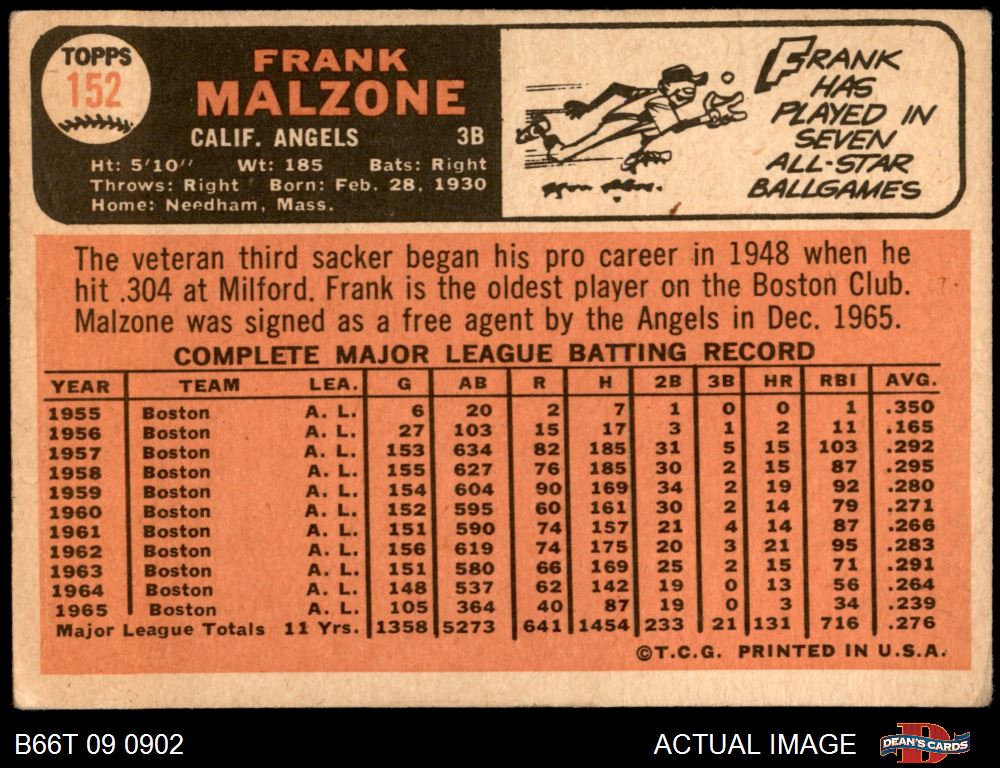 TOPPS
152
FRANK
MALZONE
CALIF. ANGELS 3B
Ht: 5'10" Wt: 185 Bats: Right
Throws: Right Born: Feb. 28, 1930
Home: Needham, Mass.
FRANK
HAS
PLAYED IN
SEVEN
ALL-STAR
BALLGAMES
The veteran third sacker began his pro career in 1948 when he
hit .304 at Milford. Frank is the oldest player on the Boston Club.
Malzone was signed as a free agent by the Angels in Dec. 1965.
COMPLETE MAJOR LEAGUE BATTING RECORD
YEAR TEAM LEA. G AB R H 2B 3B HR RBI AVG.
1955 Boston A. L. 6 20 2 7 1 0 0 1 .350
1956 Boston A. L. 27 103 15 17 3 1 2 11 .165
1957 Boston A. L. 153 634 82 185 31 5 15 103 .292
1958 Boston A. L. 155 627 76 185 30 2 15 87 .295
1959 Boston A. L. 154 604 90 169 34 2 19 92 .280
1960 Boston A. L. 152 595 60 161 30 2 14 79 .271
1961 Boston A. L. 151 590 74 157 21 4 14 87 .266
1962 Boston A. L. 156 619 74 175 20 3 21 95 .283
1963 Boston A. L. 151 580 66 169 25 2 15 71 .291
1964 Boston A. L. 148 537 62 142 19 0 13 56 .264
1965 Boston A. L. 105 364 40 87 19 0 3 34 .239
Major League Totals 11 Yrs. 1358 5273 641 1454 233 21 131 716 .276
©T.C.G. PRINTED IN U.S.A.
B66T 09 0902 ACTUAL IMAGE DEAN'S CARDS